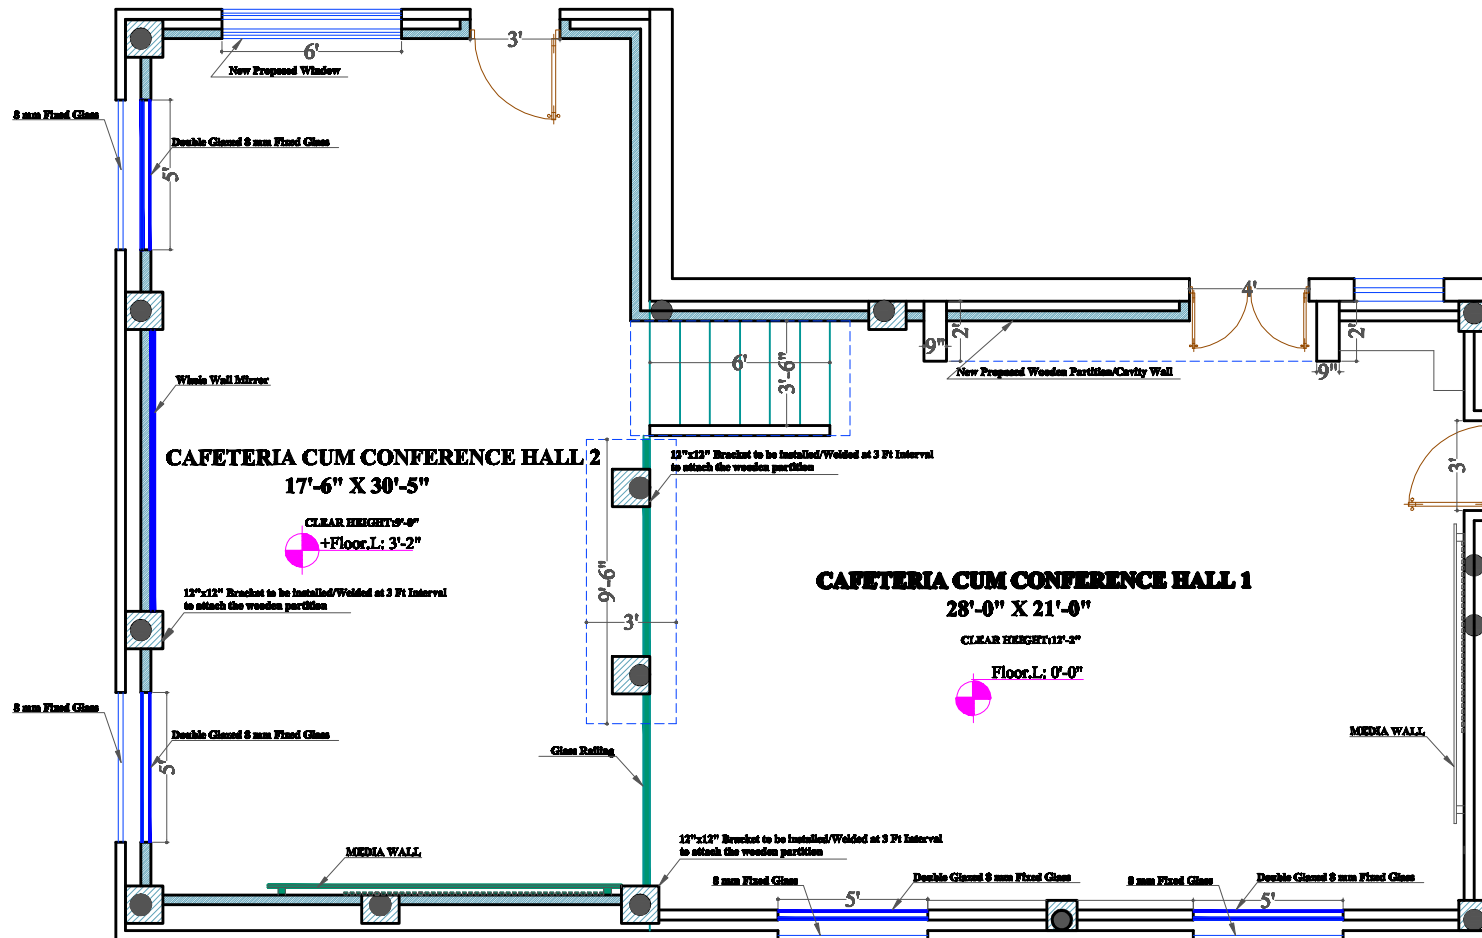 6'
3'
New Proposed Window
8 mm Fixed Glass
Double Glazed 8 mm Fixed Glass
5'
4'
2'
9"
2'
9"
6'
3'-6"
New Proposed Wooden Partition/Cavity Wall
Whole Wall Mirror
CAFETERIA CUM CONFERENCE HALL 2
17'-6" X 30'-5"
CLEAR HEIGHT:9'-0"
+Floor.L: 3'-2"
12"x12" Bracket to be installed/Welded at 3 Ft Interval
to attach the wooden partition
3'
9'-6"
3'
12"x12" Bracket to be installed/Welded at 3 Ft Interval
to attach the wooden partition
CAFETERIA CUM CONFERENCE HALL 1
28'-0" X 21'-0"
CLEAR HEIGHT:12'-2"
Floor.L: 0'-0"
8 mm Fixed Glass
Double Glazed 8 mm Fixed Glass
5'
Glass Railing
MEDIA WALL
MEDIA WALL
12"x12" Bracket to be installed/Welded at 3 Ft Interval
to attach the wooden partition
8 mm Fixed Glass
Double Glazed 8 mm Fixed Glass
5'
8 mm Fixed Glass
Double Glazed 8 mm Fixed Glass
5'